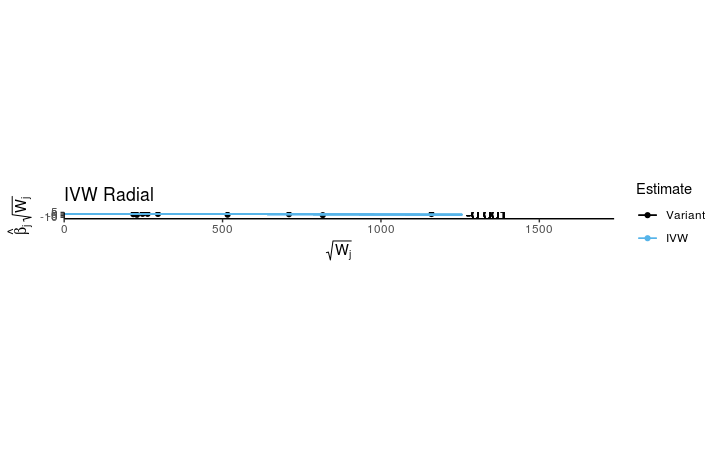 IVW Radial
β̂j√Wj
0
500
1000
1500
√Wj
Estimate
Variant
IVW